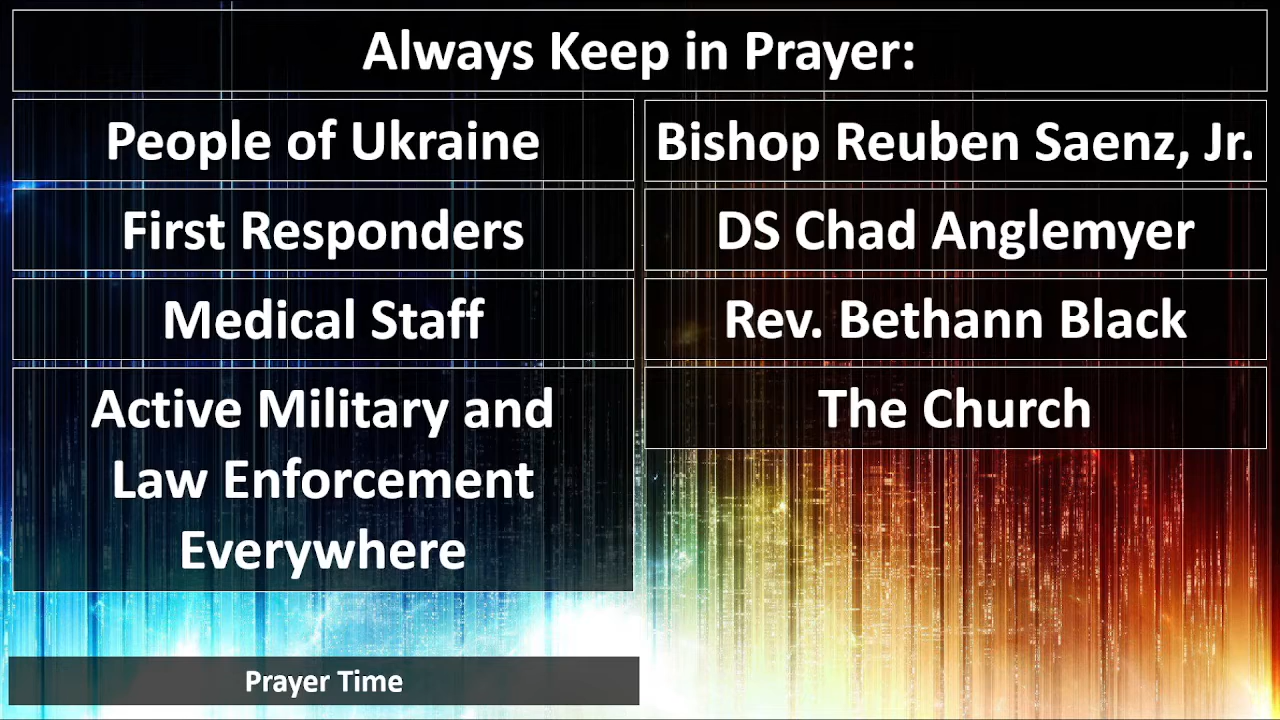 Always Keep in Prayer:
People of Ukraine
First Responders
Medical Staff
Active Military and
Law Enforcement
Everywhere
Bishop Reuben Saenz, Jr.
DS Chad Anglemyer
Rev. Bethann Black
The Church
Prayer Time